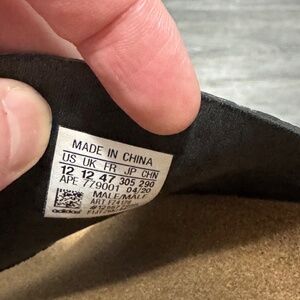 MADE IN CHINA
US UK FR JP CHN
12 12 47 305 290
APE 779001 04/20
MALE/MÂLE
adidas